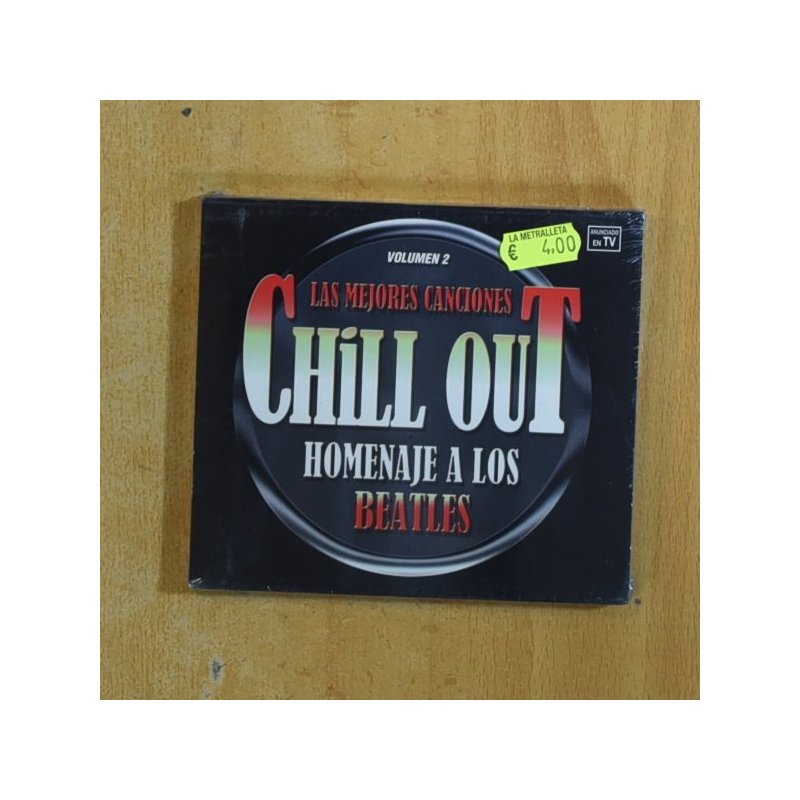 LA METRALLETA
€ 4,00
ANUNCIADO
EN TV
VOLUMEN 2
LAS MEJORES CANCIONES
CHiLL OUT
HOMENAJE A LOS
BEATLES